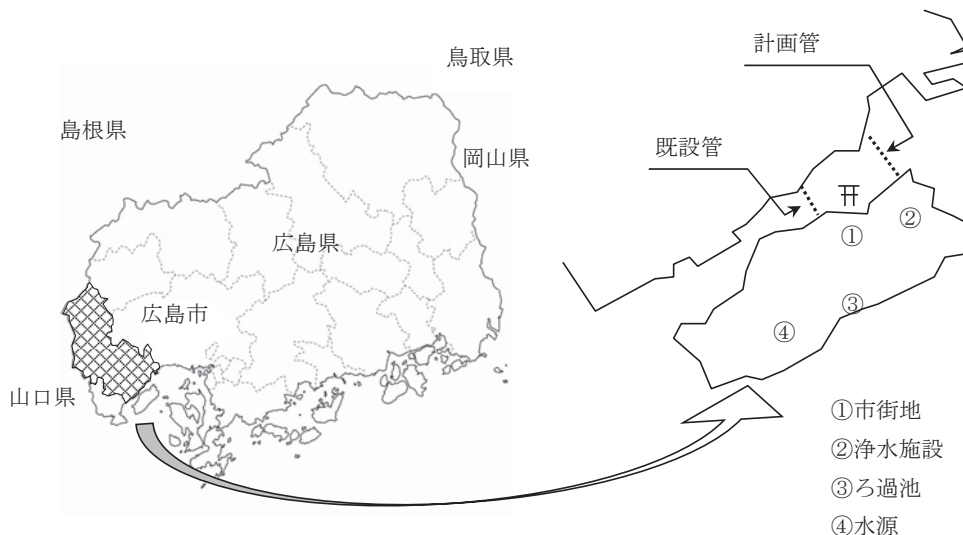 鳥取県
島根県
岡山県
広島県
広島市
山口県
計画管
既設管
①
②
③
④
①市街地
②浄水施設
③ろ過池
④水源